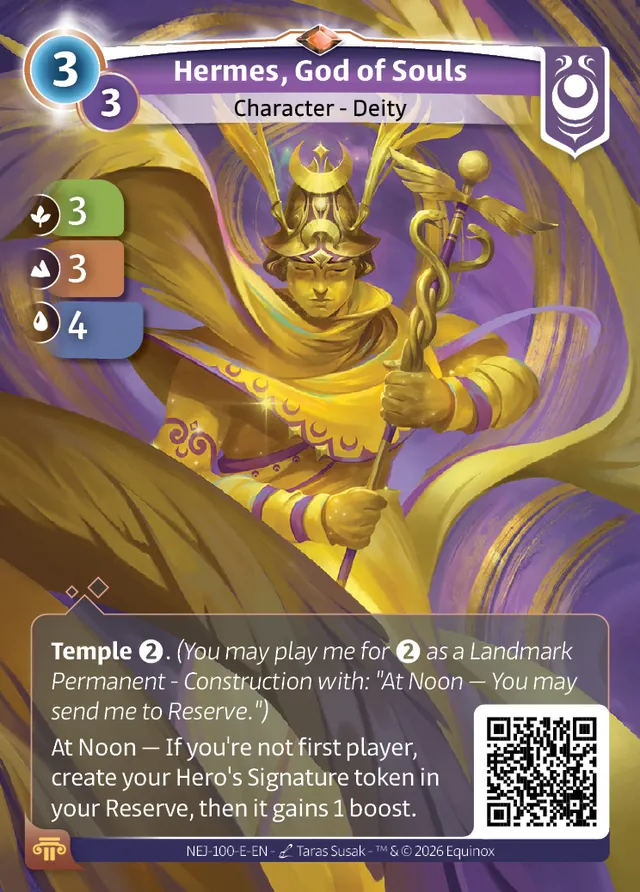 3
3
Hermes, God of Souls
Character - Deity
3
3
4
Temple 2. (You may play me for 2 as a Landmark
Permanent - Construction with: "At Noon — You may
send me to Reserve.")
At Noon — If you're not first player,
create your Hero's Signature token in
your Reserve, then it gains 1 boost.
NEJ-100-E-EN - Taras Susak - ™ & © 2026 Equinox